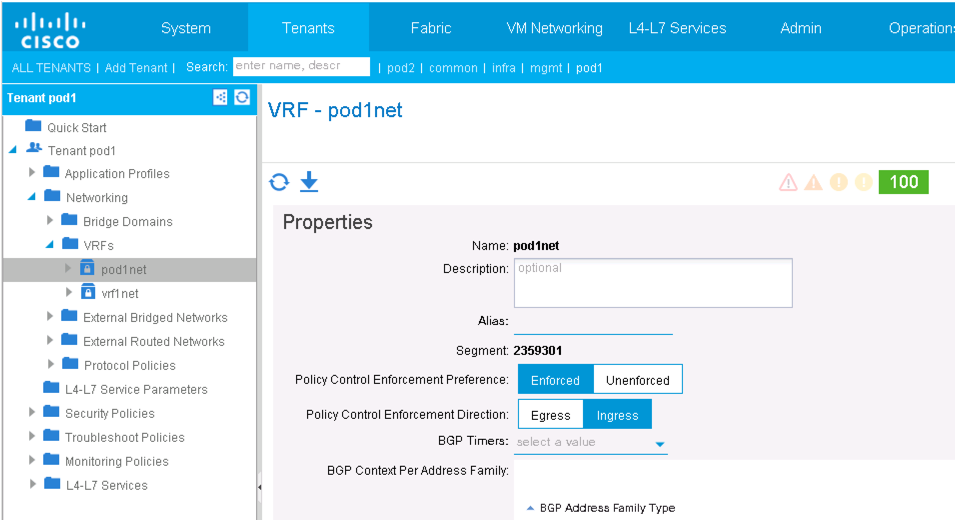 CISCO
System Tenants Fabric VM Networking L4-L7 Services Admin Operations
ALL TENANTS | Add Tenant | Search: enter name, descr | pod2 | common | infra | mgmt | pod1
Tenant pod1
Quick Start
Tenant pod1
Application Profiles
Networking
Bridge Domains
VRFs
pod1net
vrf1net
External Bridged Networks
External Routed Networks
Protocol Policies
L4-L7 Service Parameters
Security Policies
Troubleshoot Policies
Monitoring Policies
L4-L7 Services
VRF - pod1net
100
Properties
Name: pod1net
Description: optional
Alias:
Segment: 2359301
Policy Control Enforcement Preference: Enforced Unenforced
Policy Control Enforcement Direction: Egress Ingress
BGP Timers: select a value
BGP Context Per Address Family:
BGP Address Family Type